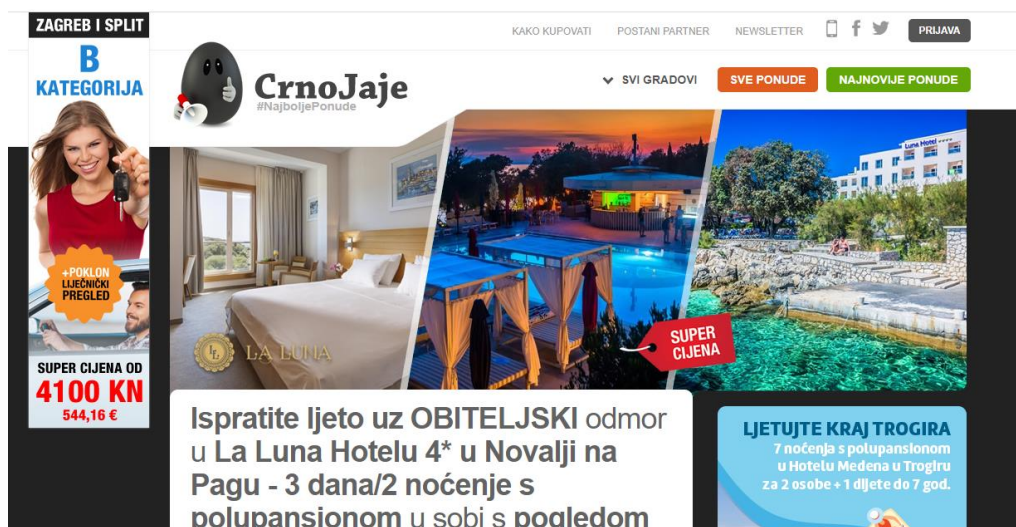 ZAGREB I SPLIT
B
KATEGORIJA
+POKLON
LIJEČNIČKI
PREGLED
SUPER CIJENA OD
4100 KN
544,16 €
KAKO KUPOVATI POSTANI PARTNER NEWSLETTER PRIJAVA
CrnoJaje
#NajboljePonude
SVI GRADOVI SVE PONUDE NAJNOVIJE PONUDE
Luna Hotel
LL LA LUNA
SUPER
CIJENA
Ispratite ljeto uz OBITELJSKI odmor
u La Luna Hotelu 4* u Novalji na
Pagu - 3 dana/2 noćenje s
polupansionom u sobi s pogledom
LJETUJTE KRAJ TROGIRA
7 noćenja s polupansionom
u Hotelu Medena u Trogiru
za 2 osobe + 1 dijete do 7 god.